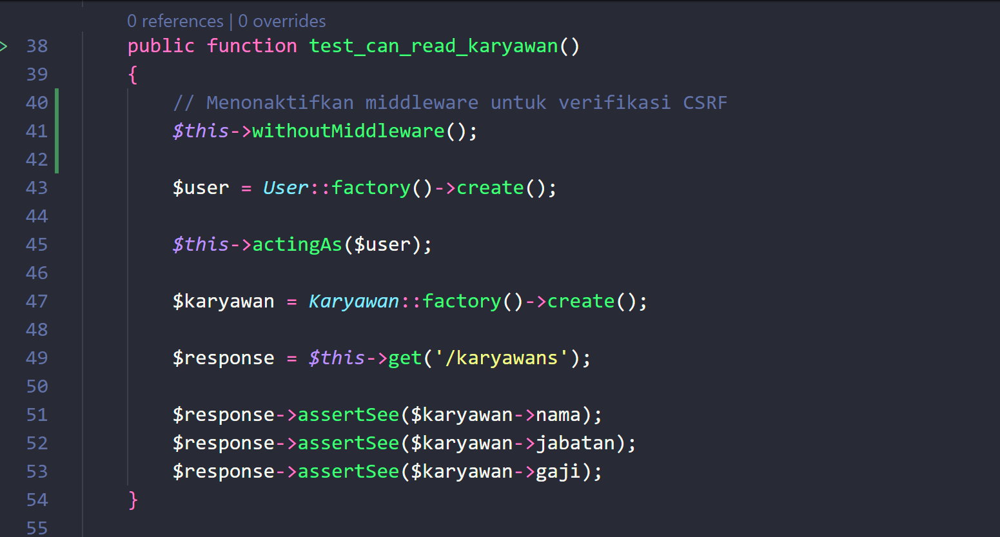 0 references | 0 overrides
38 public function test_can_read_karyawan()
39 {
40 // Menonaktifkan middleware untuk verifikasi CSRF
41 $this->withoutMiddleware();
42
43 $user = User::factory()->create();
44
45 $this->actingAs($user);
46
47 $karyawan = Karyawan::factory()->create();
48
49 $response = $this->get('/karyawans');
50
51 $response->assertSee($karyawan->nama);
52 $response->assertSee($karyawan->jabatan);
53 $response->assertSee($karyawan->gaji);
54 }
55